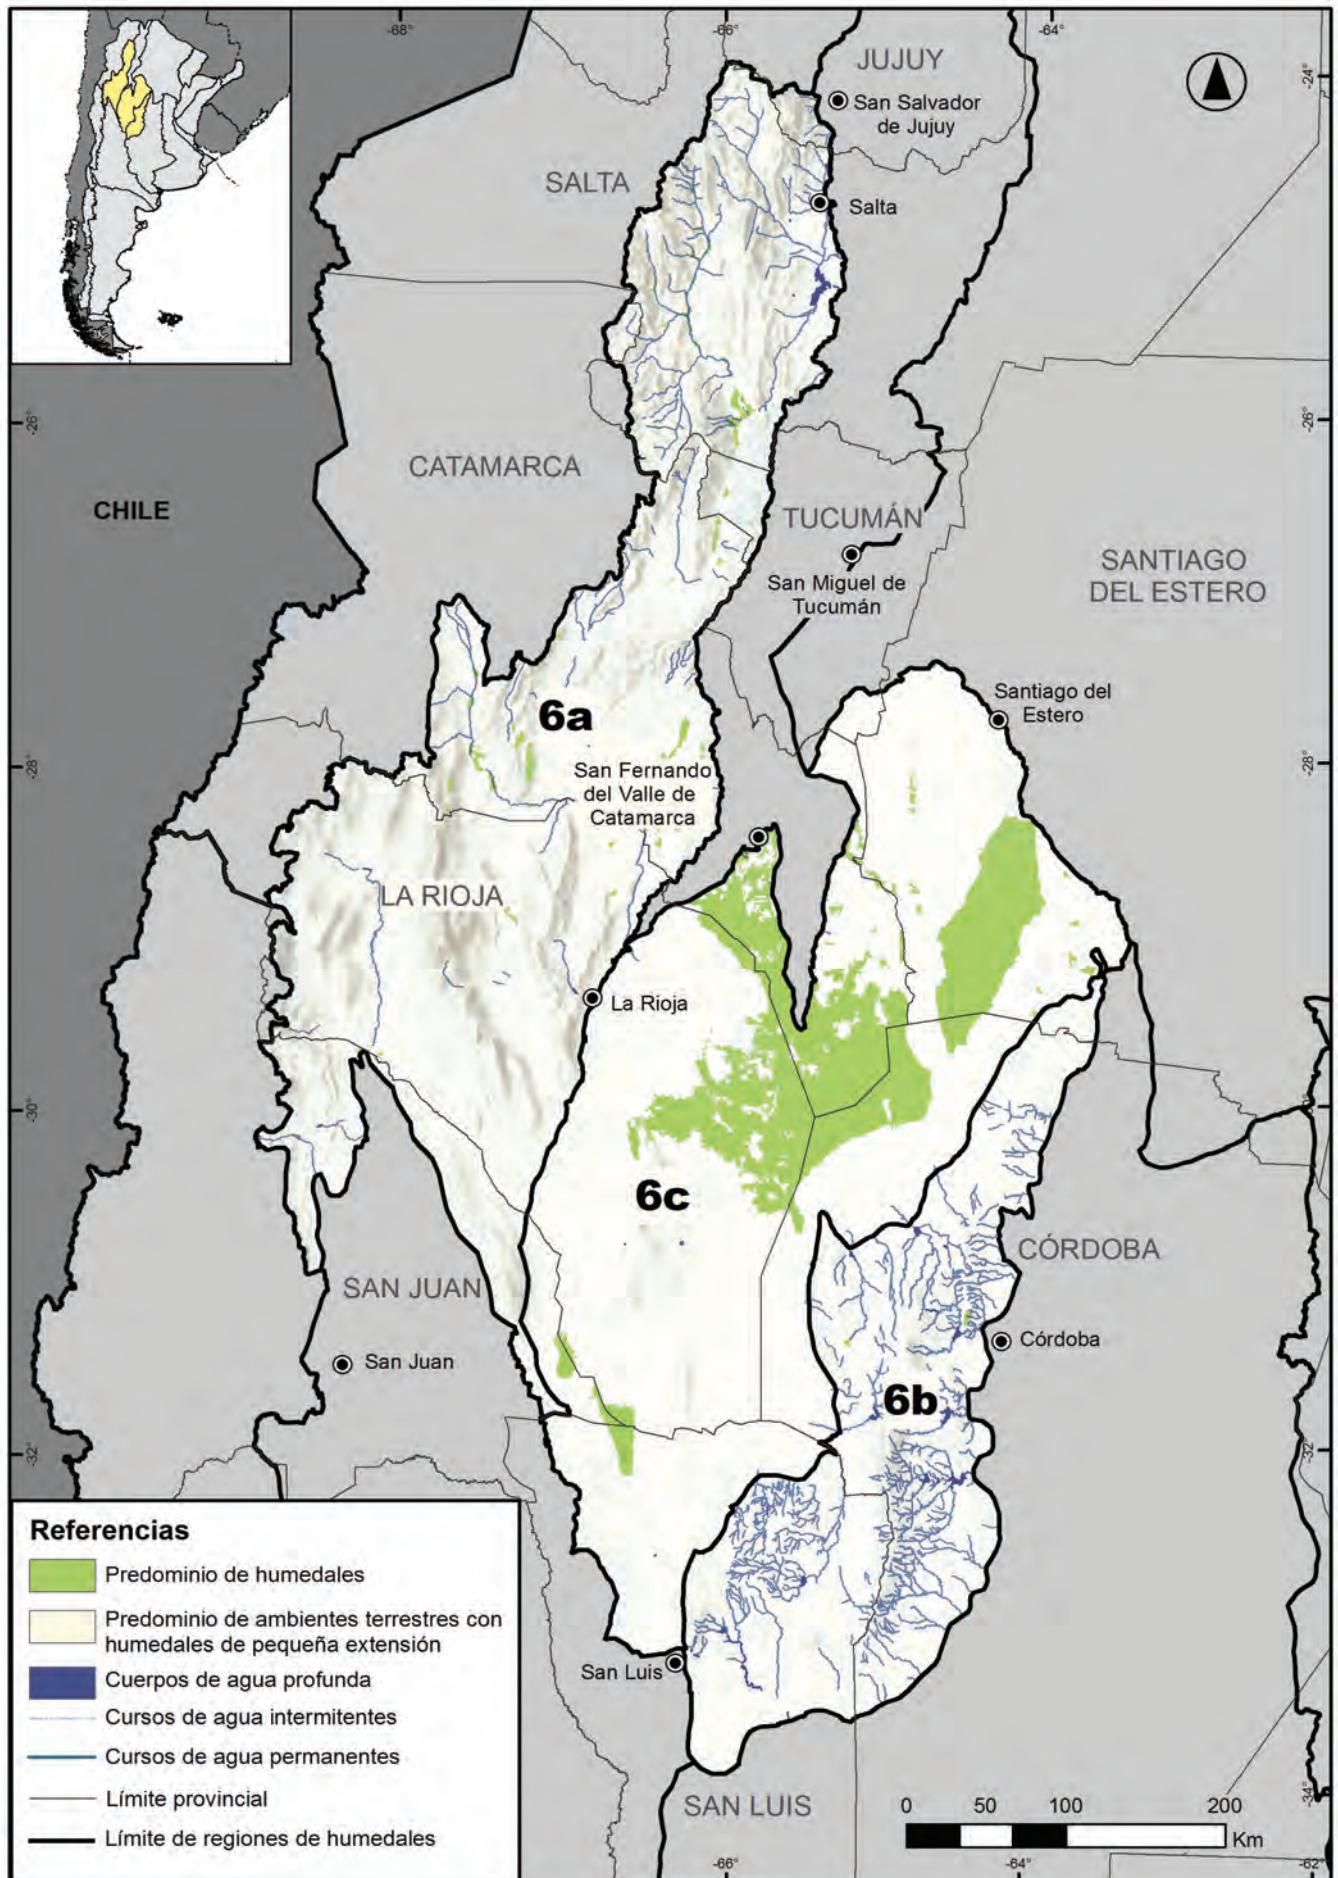 -68°
-66°
-64°
JUJUY
-24°
San Salvador
de Jujuy
SALTA
Salta
-26°
-26°
CATAMARCA
CHILE
TUCUMÁN
San Miguel de
Tucumán
SANTIAGO
DEL ESTERO
Santiago del
Estero
6a
-28°
-28°
San Fernando
del Valle de
Catamarca
LA RIOJA
La Rioja
-30°
-30°
6c
CÓRDOBA
SAN JUAN
San Juan
Córdoba
6b
-32°
-32°
Referencias
Predominio de humedales
Predominio de ambientes terrestres con
humedales de pequeña extensión
Cuerpos de agua profunda
Cursos de agua intermitentes
Cursos de agua permanentes
Límite provincial
Límite de regiones de humedales
San Luis
SAN LUIS
-34°
0 50 100 200
Km
-66°
-64°
-62°